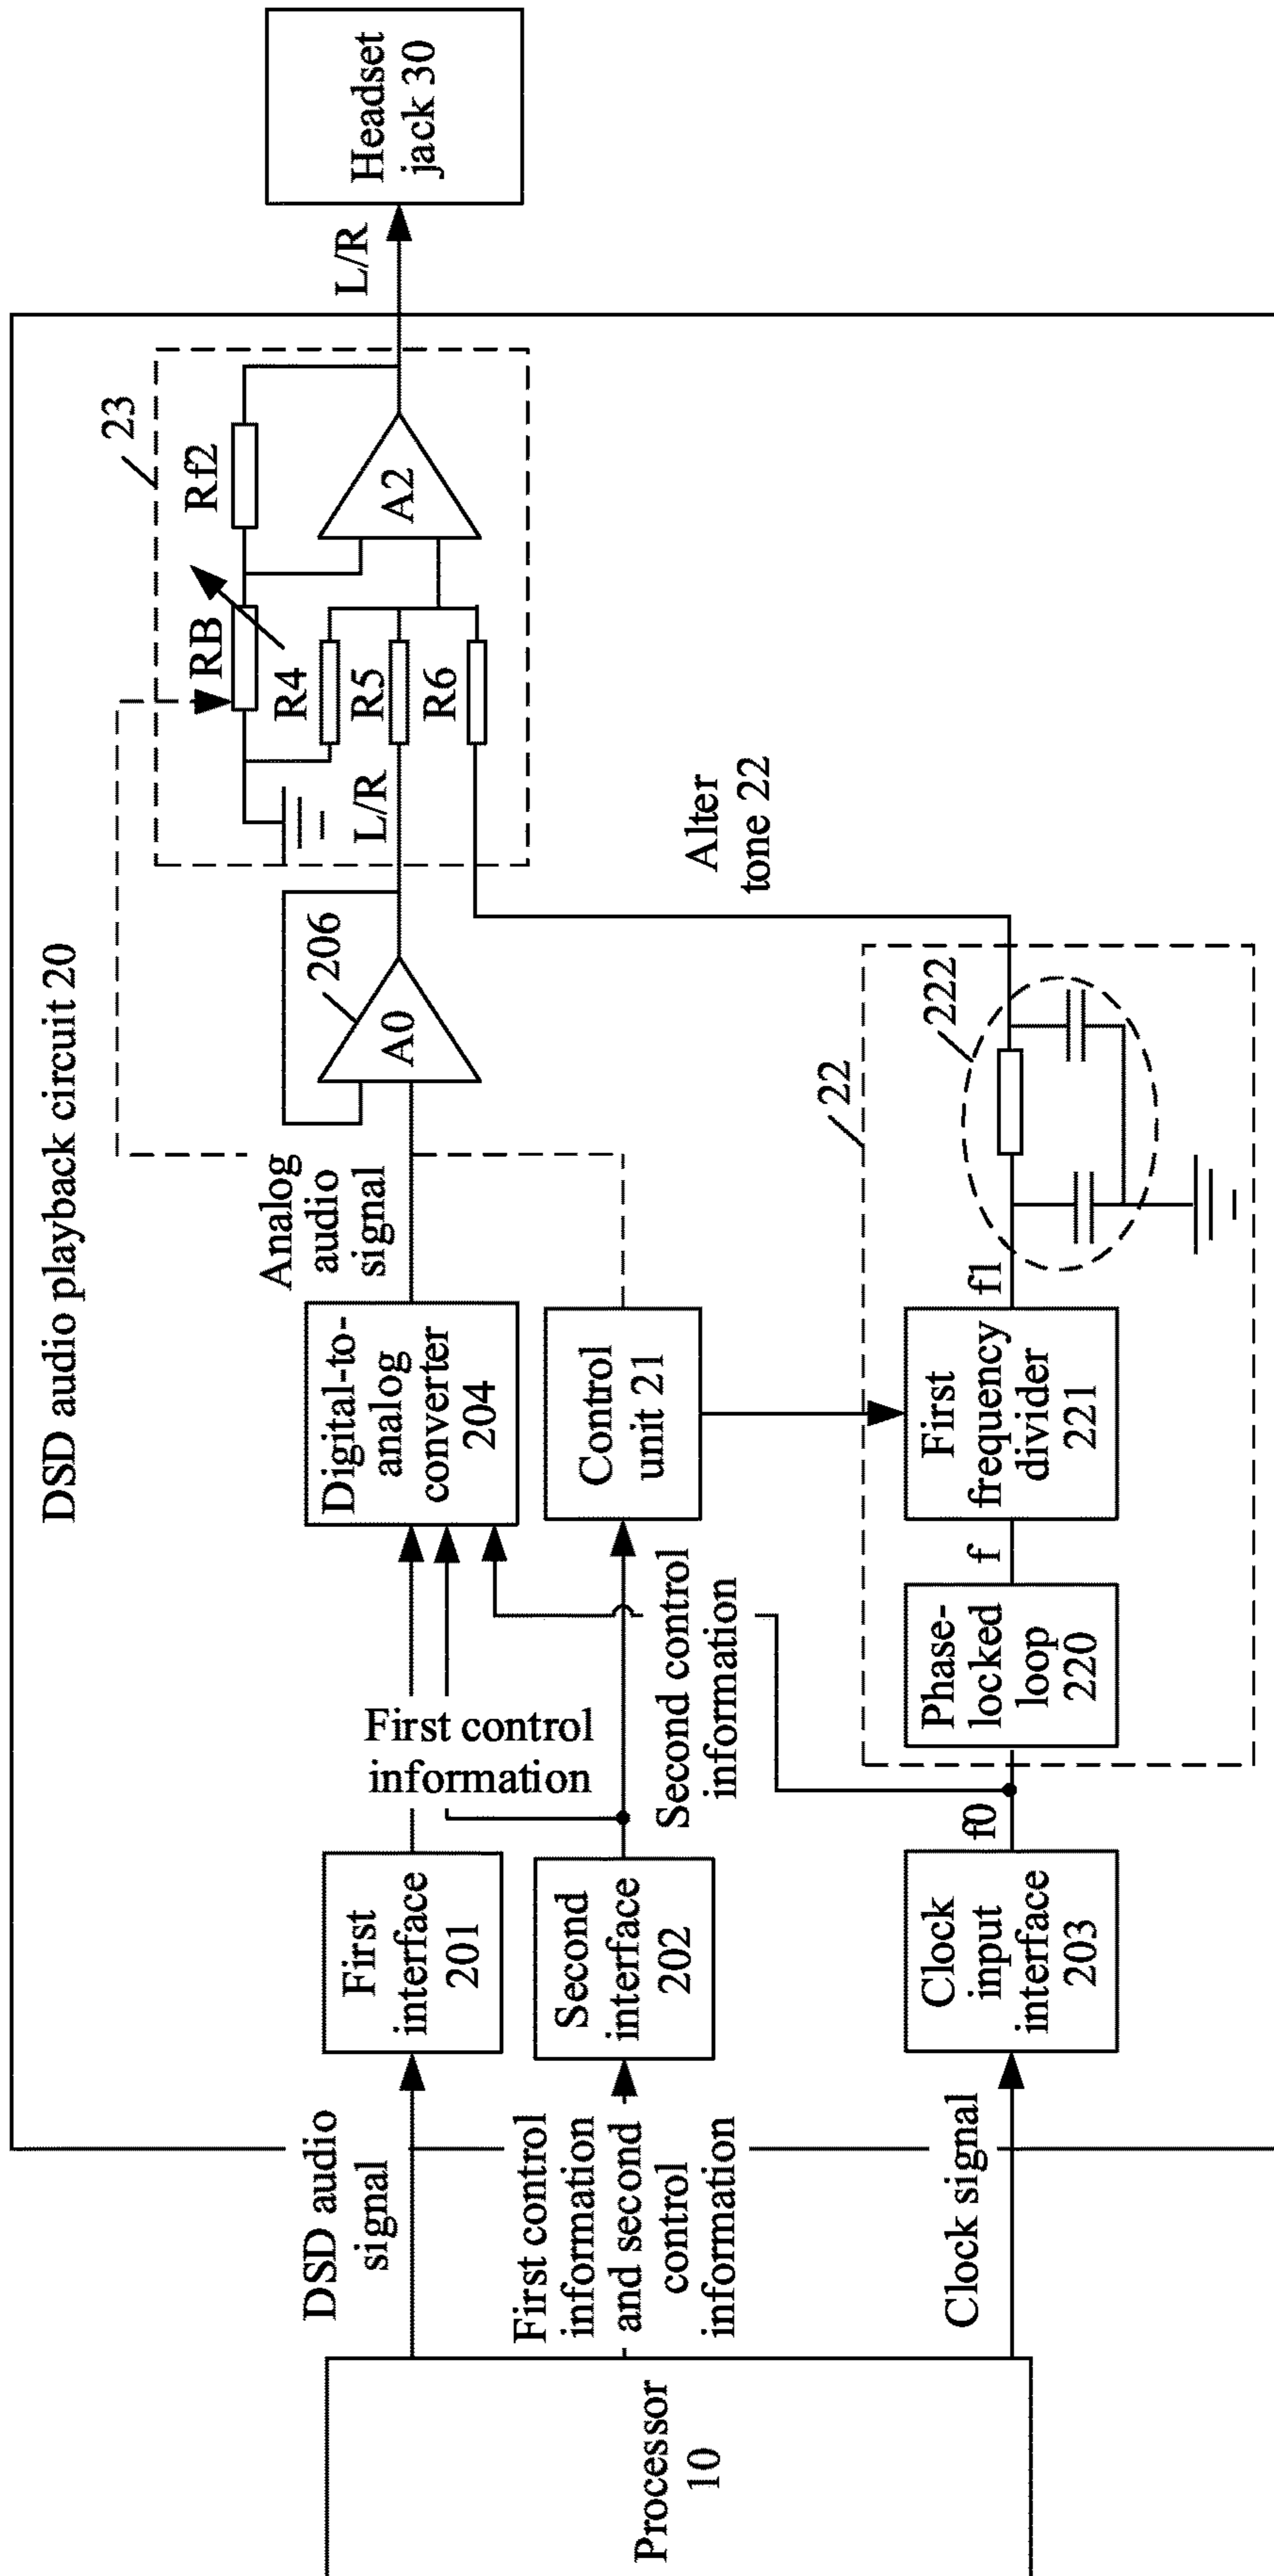 DSD audio playback circuit 20
Processor
10
DSD audio
signal
First control
information
and second
control
information
Clock signal
First
interface
201
Second
interface
202
Clock
input
interface
203
f0
First control
information
Second control
information
Digital-to-
analog
converter
204
Control
unit 21
Phase-
locked
loop
220
f
First
frequency
divider
221
f1
22
222
Analog
audio
signal
A0
206
Alter
tone 22
L/R
23
RB
Rf2
R4
R5
R6
A2
L/R
Headset
jack 30